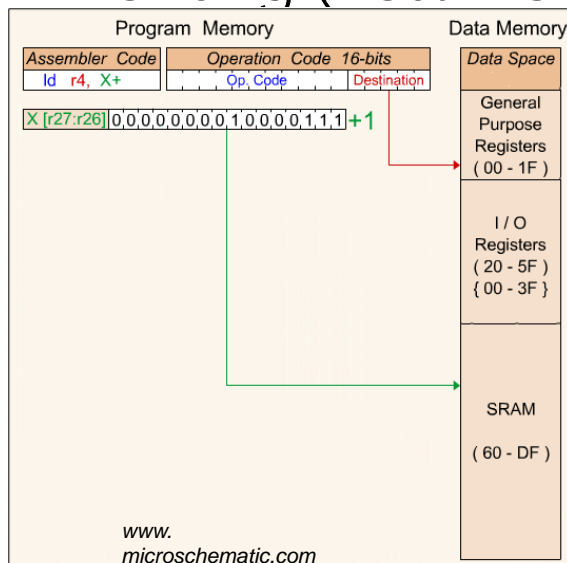 Program Memory
Data Memory
Assembler Code
Operation Code 16-bits
Data Space
ld r4, X+
Op. Code
Destination
X [r27:r26] 0 0 0 0 0 0 0 0 1 0 0 0 0 1 1 1 +1
General
Purpose
Registers
( 00 - 1F )
I / O
Registers
( 20 - 5F )
{ 00 - 3F }
SRAM
( 60 - DF )
www.
microschematic.com